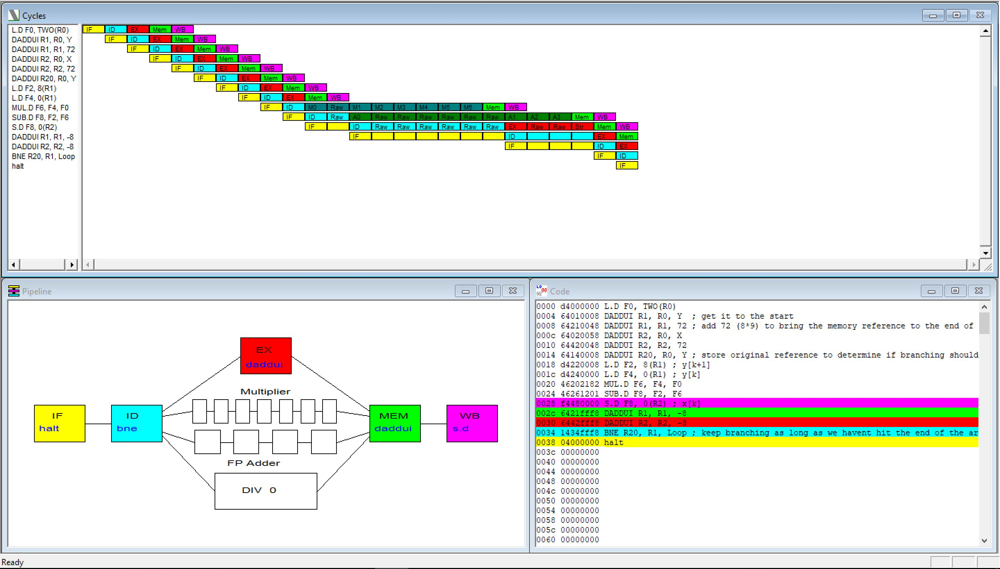 Cycles
L.D F0, TWO(R0) IF ID EX Mem WB
DADDUI R1, R0, Y IF ID EX Mem WB
DADDUI R1, R1, 72 IF ID EX Mem WB
DADDUI R2, R0, X IF ID EX Mem WB
DADDUI R2, R2, 72 IF ID EX Mem WB
DADDUI R20, R0, Y IF ID EX Mem WB
L.D F2, 8(R1) IF ID EX Mem WB
L.D F4, 0(R1) IF ID EX Mem WB
MUL.D F6, F4, F0 IF ID M0 Raw M1 M2 M3 M4 M5 M6 Mem WB
SUB.D F8, F2, F6 IF ID Raw A0 Raw Raw Raw Raw Raw Raw A1 A2 A3 Mem WB
S.D F8, 0(R2) IF ID Raw Raw Raw Raw Raw Raw EX Raw Raw Str Mem WB
DADDUI R1, R1, -8 IF ID EX Mem
DADDUI R2, R2, -8 IF ID EX
BNE R20, R1, Loop IF ID
halt IF
Pipeline
EX
daddui
Multiplier
IF
halt
ID
bne
MEM
daddui
WB
s.d
FP Adder
DIV 0
Code
0000 d4000000 L.D F0, TWO(R0)
0004 64010008 DADDUI R1, R0, Y ; get it to the start
0008 64210048 DADDUI R1, R1, 72 ; add 72 (8*9) to bring the memory reference to the end of
000c 64020058 DADDUI R2, R0, X
0010 64420048 DADDUI R2, R2, 72
0014 64140008 DADDUI R20, R0, Y ; store original reference to determine if branching should
0018 d4220008 L.D F2, 8(R1) ; y[k+1]
001c d4240000 L.D F4, 0(R1) ; y[k]
0020 46202182 MUL.D F6, F4, F0
0024 46261201 SUB.D F8, F2, F6
0028 f4480000 S.D F8, 0(R2) ; x[k]
002c 6421fff8 DADDUI R1, R1, -8
0030 6442fff8 DADDUI R2, R2, -8
0034 1434fff8 BNE R20, R1, Loop ; keep branching as long as we havent hit the end of the ar
0038 04000000 halt
003c 00000000
0040 00000000
0044 00000000
0048 00000000
004c 00000000
0050 00000000
0054 00000000
0058 00000000
005c 00000000
0060 00000000
Ready